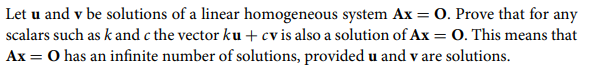 Let u and v be solutions of a linear homogeneous system Ax = O. Prove that for any
scalars such as k and c the vector ku + cv is also a solution of Ax = O. This means that
Ax = O has an infinite number of solutions, provided u and v are solutions.